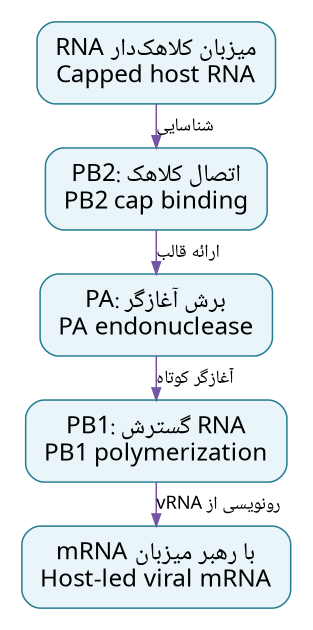 RNA کلاهک‌دار میزبان
Capped host RNA
شناسایی
PB2: اتصال کلاهک
PB2 cap binding
ارائه قالب
PA: برش آغازگر
PA endonuclease
آغازگر کوتاه
PB1: گسترش RNA
PB1 polymerization
رونویسی از vRNA
mRNA با رهبر میزبان
Host-led viral mRNA